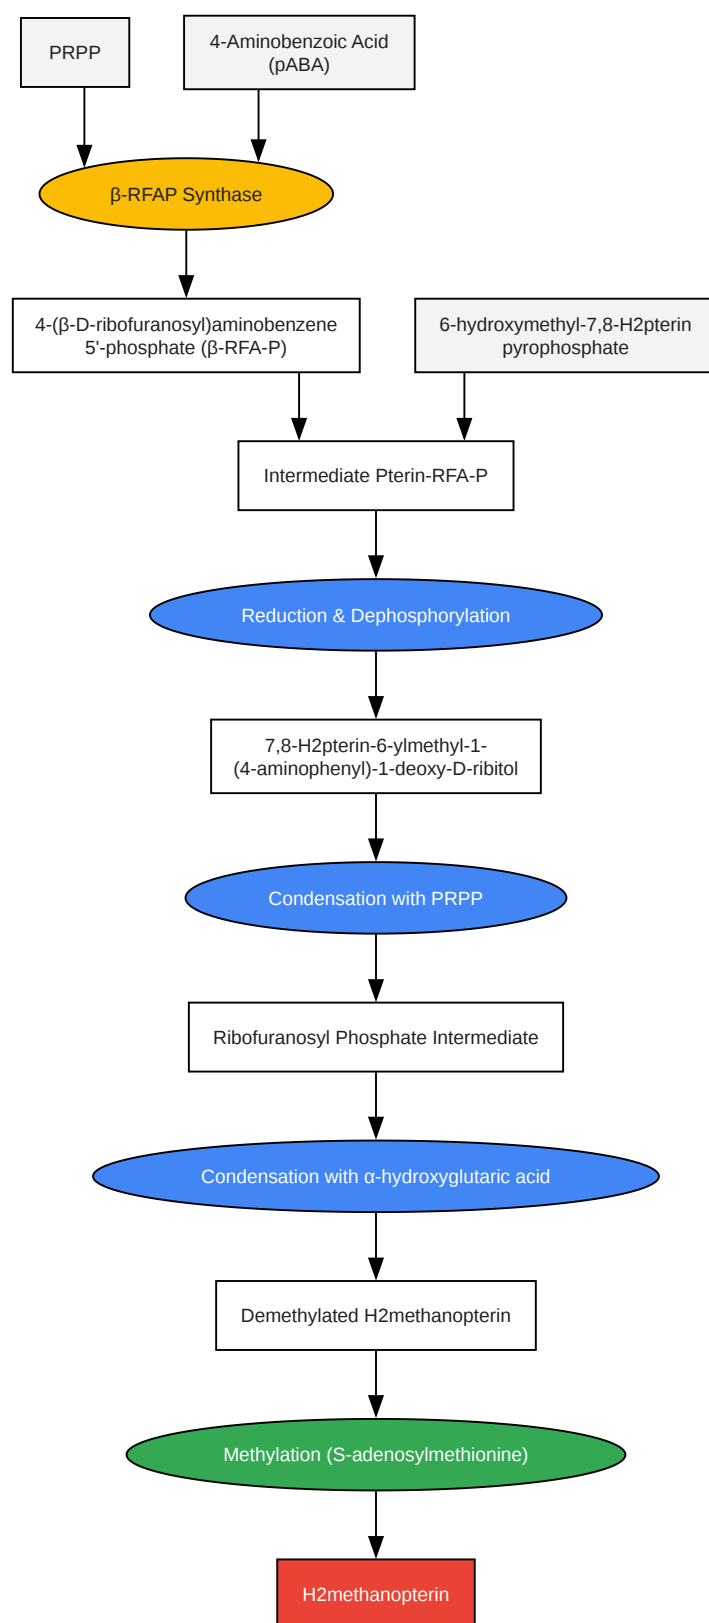 PRPP
4-Aminobenzoic Acid
(pABA)
β-RFAP Synthase
4-(β-D-ribofuranosyl)aminobenzene
5'-phosphate (β-RFA-P)
6-hydroxymethyl-7,8-H2pterin
pyrophosphate
Intermediate Pterin-RFA-P
Reduction & Dephosphorylation
7,8-H2pterin-6-ylmethyl-1-
(4-aminophenyl)-1-deoxy-D-ribitol
Condensation with PRPP
Ribofuranosyl Phosphate Intermediate
Condensation with α-hydroxyglutaric acid
Demethylated H2methanopterin
Methylation (S-adenosylmethionine)
H2methanopterin